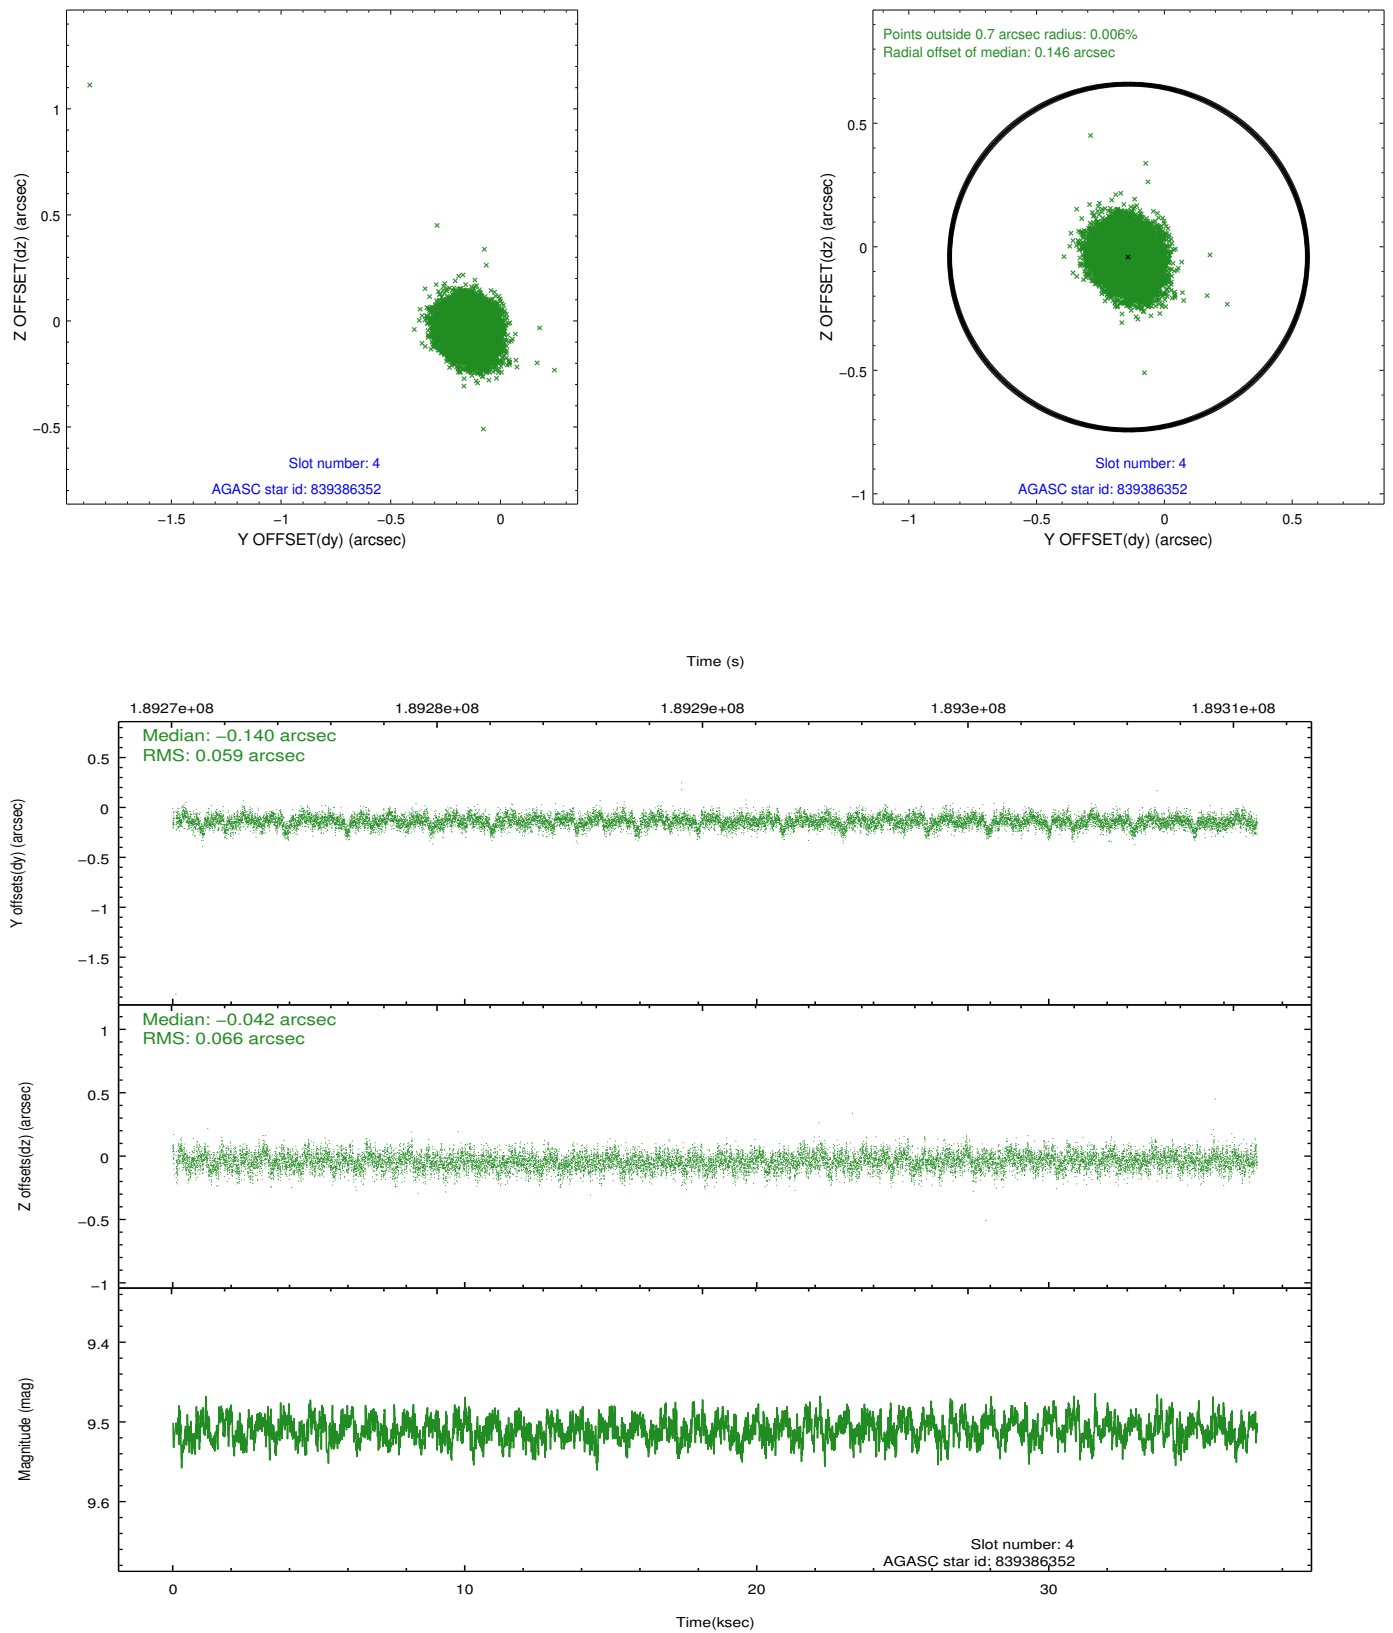 1
0.5
0
−0.5
Z OFFSET(dz) (arcsec)
Slot number: 4
AGASC star id: 839386352
−1.5
−1
−0.5
0
Y OFFSET(dy) (arcsec)
Points outside 0.7 arcsec radius: 0.006%
Radial offset of median: 0.146 arcsec
0.5
0
−0.5
−1
Z OFFSET(dz) (arcsec)
Slot number: 4
AGASC star id: 839386352
−1
−0.5
0
0.5
Y OFFSET(dy) (arcsec)
Time (s)
1.8927e+08
1.8928e+08
1.8929e+08
1.893e+08
1.8931e+08
Median: −0.140 arcsec
RMS: 0.059 arcsec
0.5
0
−0.5
−1
−1.5
Y offsets(dy) (arcsec)
Median: −0.042 arcsec
RMS: 0.066 arcsec
1
0.5
0
−0.5
−1
Z offsets(dz) (arcsec)
9.4
9.5
9.6
Magnitude (mag)
Slot number: 4
AGASC star id: 839386352
0
10
20
30
Time(ksec)